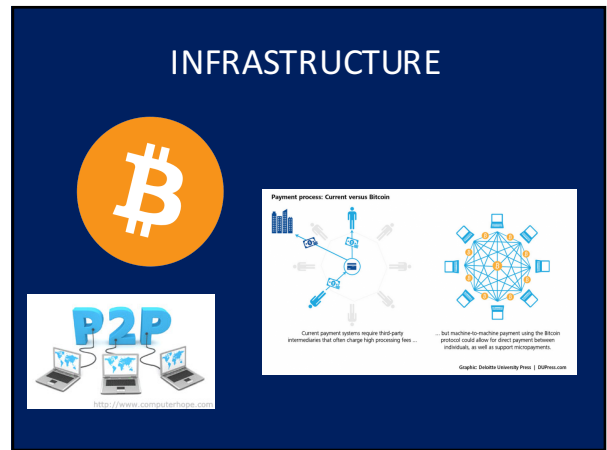 INFRASTRUCTURE
Payment process: Current versus Bitcoin
Current payment systems require third-party
intermediaries that often charge high processing fees ...
... but machine-to-machine payment using the Bitcoin
protocol could allow for direct payment between
individuals, as well as support micropayments.
Graphic: Deloitte University Press | DUPress.com
P2P
http://www.computerhope.com